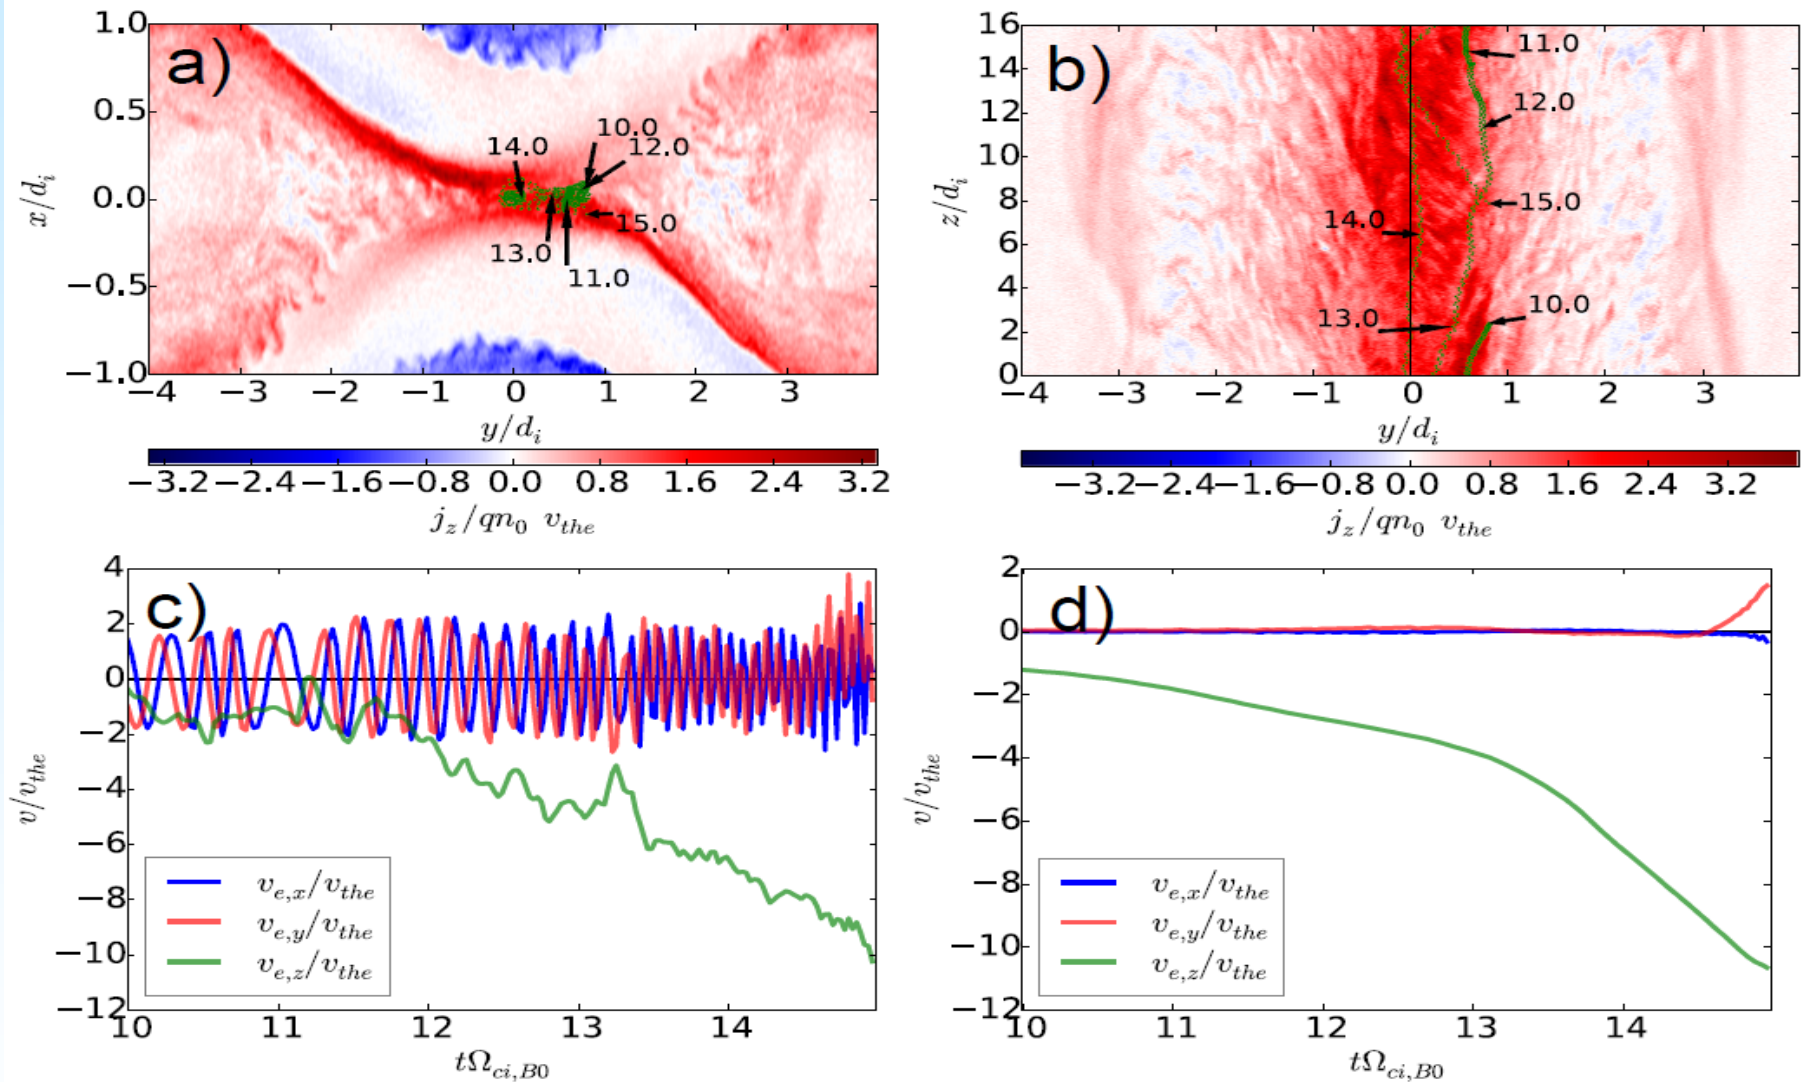 a)
1.0
0.5
0.0
−0.5
−1.0
x/d_i
14.0
10.0
12.0
13.0
15.0
11.0
−4 −3 −2 −1 0 1 2 3
y/d_i
−3.2 −2.4 −1.6 −0.8 0.0 0.8 1.6 2.4 3.2
j_z/qn_0 v_the
b)
16
14
12
10
8
6
4
2
0
z/d_i
11.0
12.0
15.0
14.0
13.0
10.0
−4 −3 −2 −1 0 1 2 3
y/d_i
−3.2 −2.4 −1.6 −0.8 0.0 0.8 1.6 2.4 3.2
j_z/qn_0 v_the
c)
4
2
0
−2
−4
−6
−8
−10
−12
v/v_the
v_e,x/v_the
v_e,y/v_the
v_e,z/v_the
10 11 12 13 14
tΩ_ci,B0
d)
2
0
−2
−4
−6
−8
−10
−12
v/v_the
v_e,x/v_the
v_e,y/v_the
v_e,z/v_the
10 11 12 13 14
tΩ_ci,B0